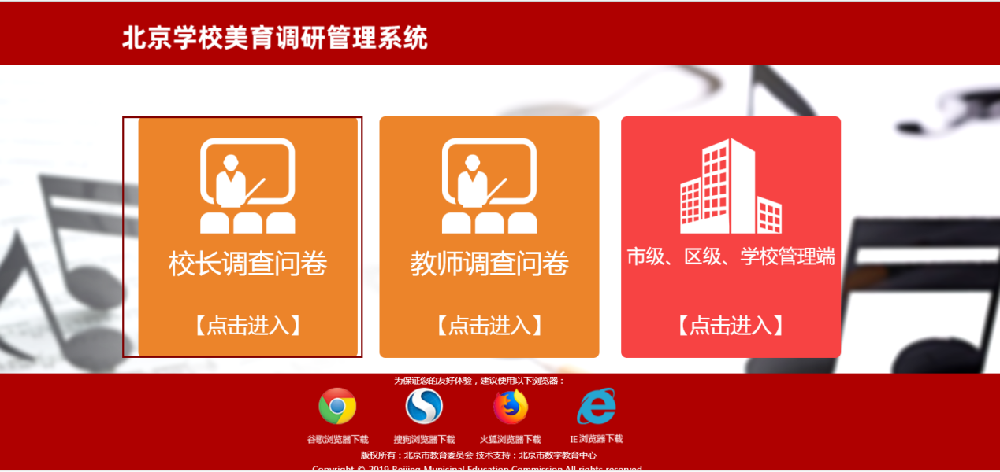 北京学校美育调研管理系统
校长调查问卷
【点击进入】
教师调查问卷
【点击进入】
市级、区级、学校管理端
【点击进入】
为保证您的友好体验，建议使用以下浏览器：
谷歌浏览器下载
搜狗浏览器下载
火狐浏览器下载
IE 浏览器下载
版权所有：北京市教育委员会 技术支持：北京市数字教育中心
Copyright © 2019 Beijing Municipal Education Commission All rights reserved